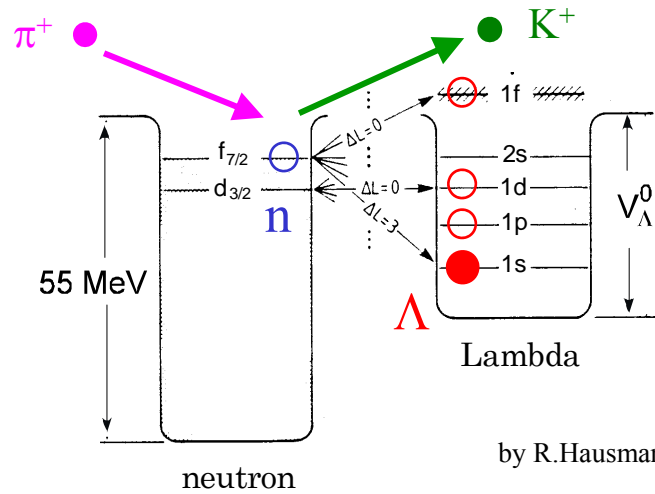 π+ K+
1f
f7/2 ΔL=0 2s
d3/2 ΔL=0 1d
n ΔL=3 1p V0Λ
55 MeV 1s
Λ
Lambda
by R.Hausmar
neutron